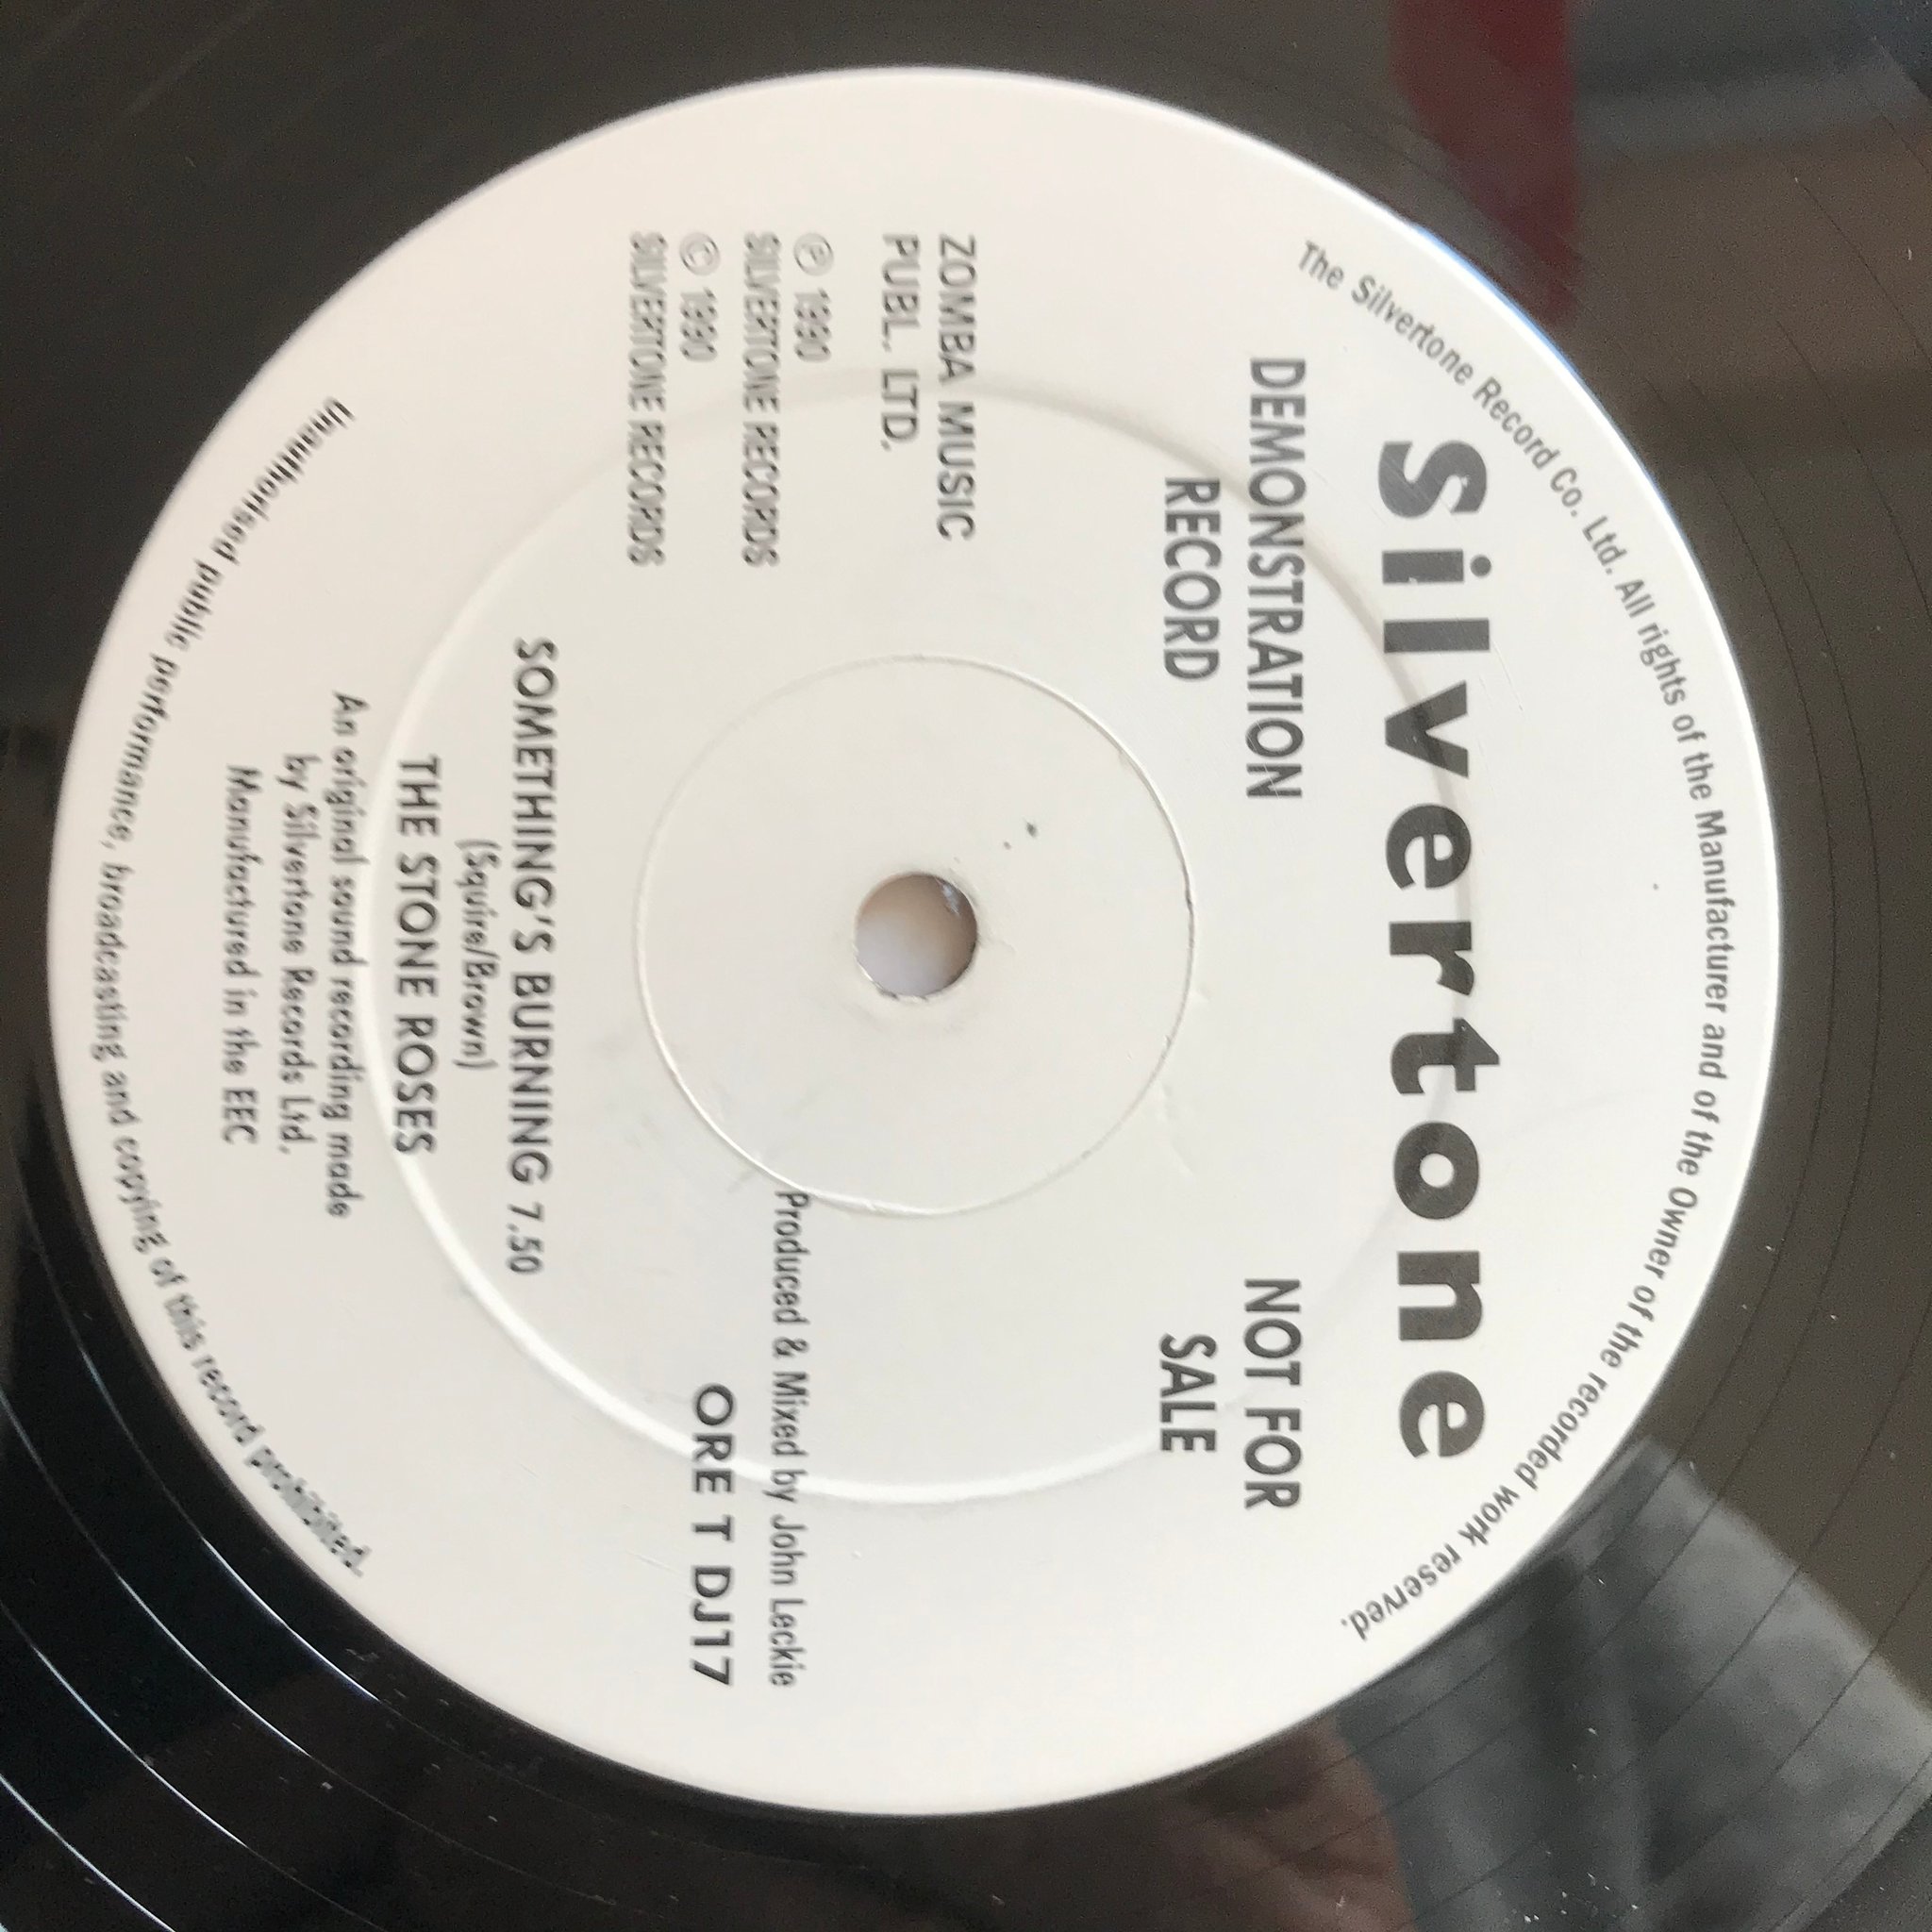 The Silvertone Record Co. Ltd. All rights of the Manufacturer and of the Owner of the recorded work reserved.
Silvertone
DEMONSTRATION
RECORD
NOT FOR
SALE
ZOMBA MUSIC
PUBL., LTD.
℗ 1990
SILVERTONE RECORDS
© 1990
SILVERTONE RECORDS
Produced & Mixed by John Leckie
ORE T DJ17
SOMETHING'S BURNING 7.50
(Squire/Brown)
THE STONE ROSES
An original sound recording made
by Silvertone Records Ltd.
Manufactured in the EEC
Unauthorised public performance, broadcasting and copying of this record prohibited.